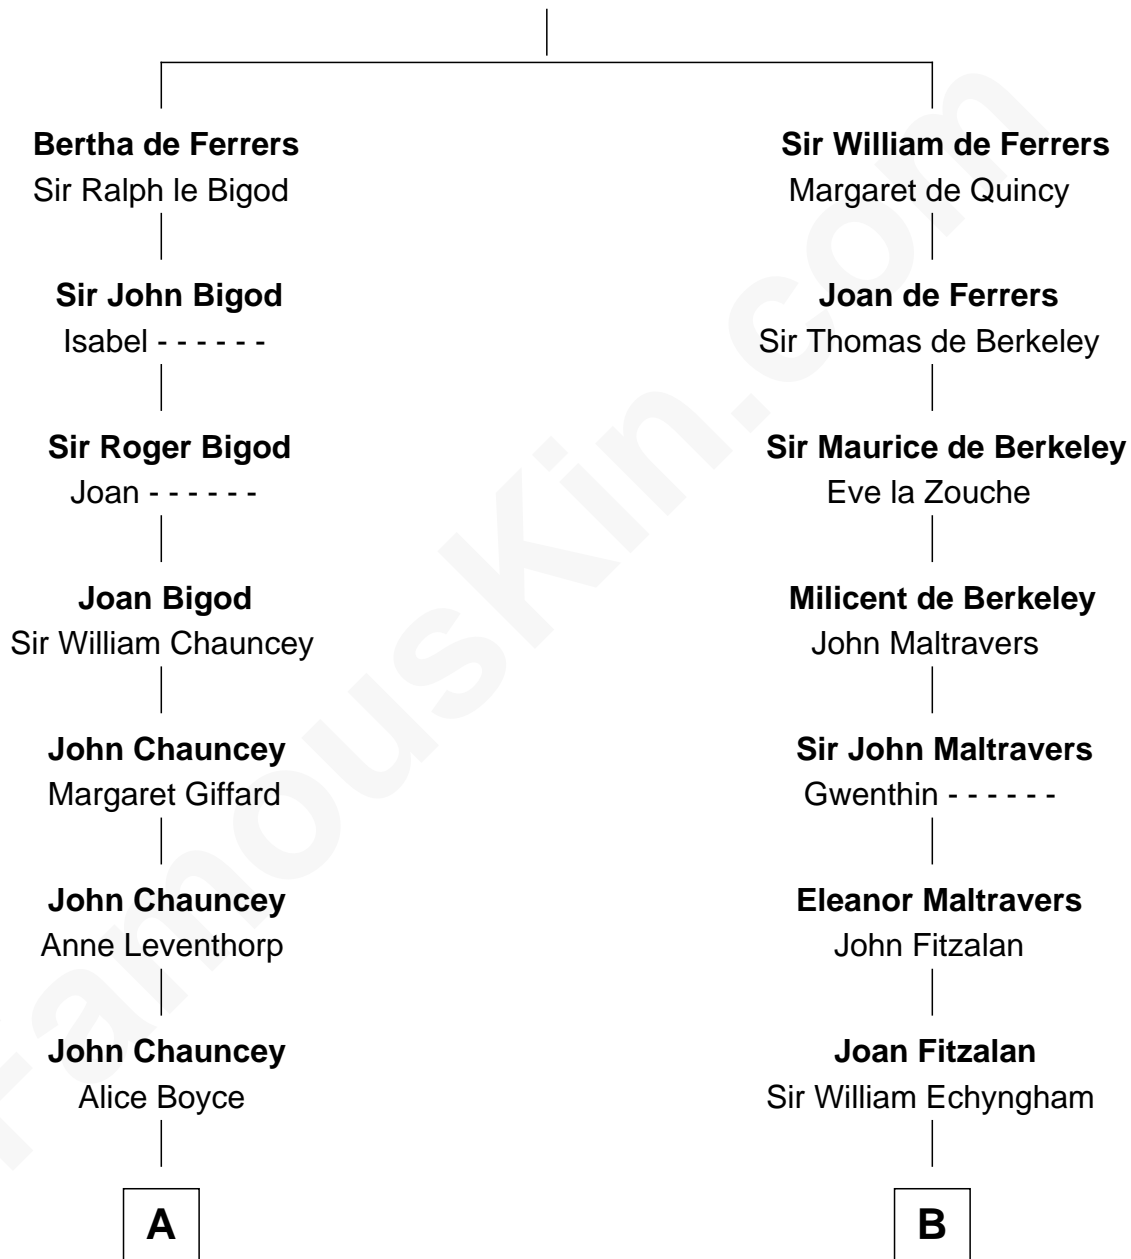 Bertha de Ferrers
Sir Ralph le Bigod
Sir William de Ferrers
Margaret de Quincy
Sir John Bigod
Isabel - - - - - -
Joan de Ferrers
Sir Thomas de Berkeley
Sir Roger Bigod
Joan - - - - - -
Sir Maurice de Berkeley
Eve la Zouche
Joan Bigod
Sir William Chauncey
Milicent de Berkeley
John Maltravers
John Chauncey
Margaret Giffard
Sir John Maltravers
Gwenthin - - - - - -
John Chauncey
Anne Leventhorp
Eleanor Maltravers
John Fitzalan
John Chauncey
Alice Boyce
Joan Fitzalan
Sir William Echyngham
A
B
FamousKin.com